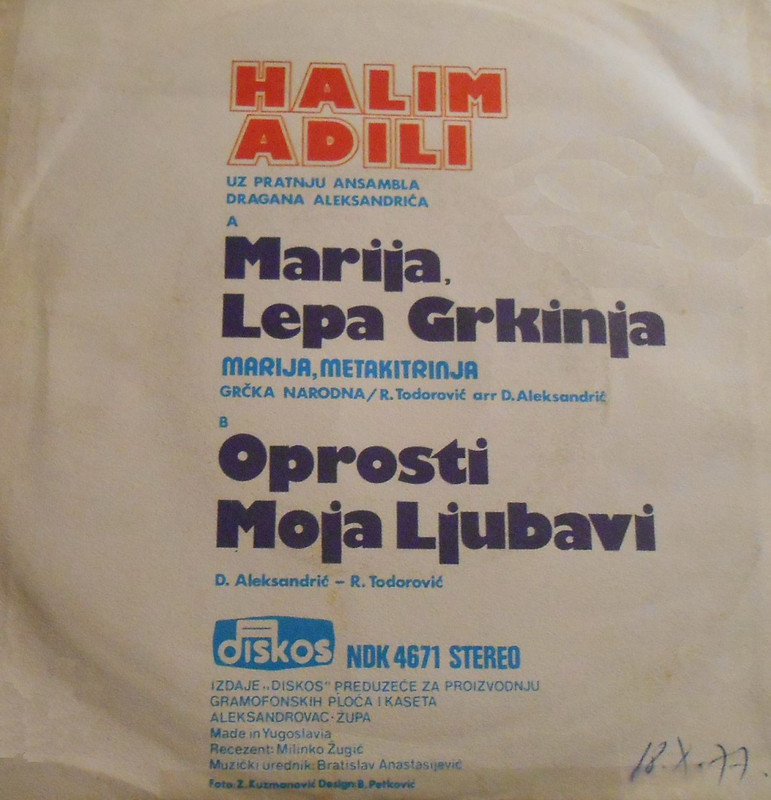 HALIM
ADILI
UZ PRATNJU ANSAMBLA
DRAGANA ALEKSANDRIĆA
A
Marija,
Lepa Grkinja
MARIJA, METAKITRINJA
GRČKA NARODNA/R. Todorović arr D. Aleksandrić
B
Oprosti
Moja Ljubavi
D. Aleksandrić – R. Todorović
diskos NDK 4671 STEREO
IZDAJE „DISKOS" PREDUZEĆE ZA PROIZVODNJU
GRAMOFONSKIH PLOČA I KASETA
ALEKSANDROVAC-ŽUPA
Made in Yugoslavia
Recezent: Milinko Žugić
Muzički urednik: Bratislav Anastasijević
Foto Z. Kuzmanović Design B. Petković
18.X.77.